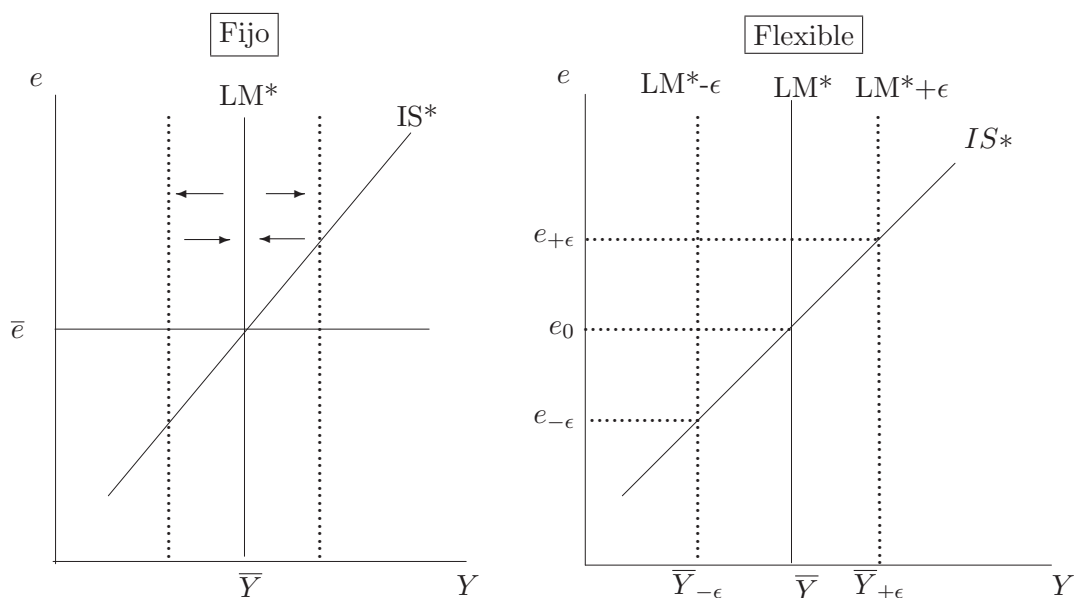 Fijo
Flexible
e
LM*
IS*
e̅
Y̅
Y
e
LM*-ϵ
LM*
LM*+ϵ
IS*
e₊ϵ
e₀
e₋ϵ
Y̅₋ϵ
Y̅
Y̅₊ϵ
Y